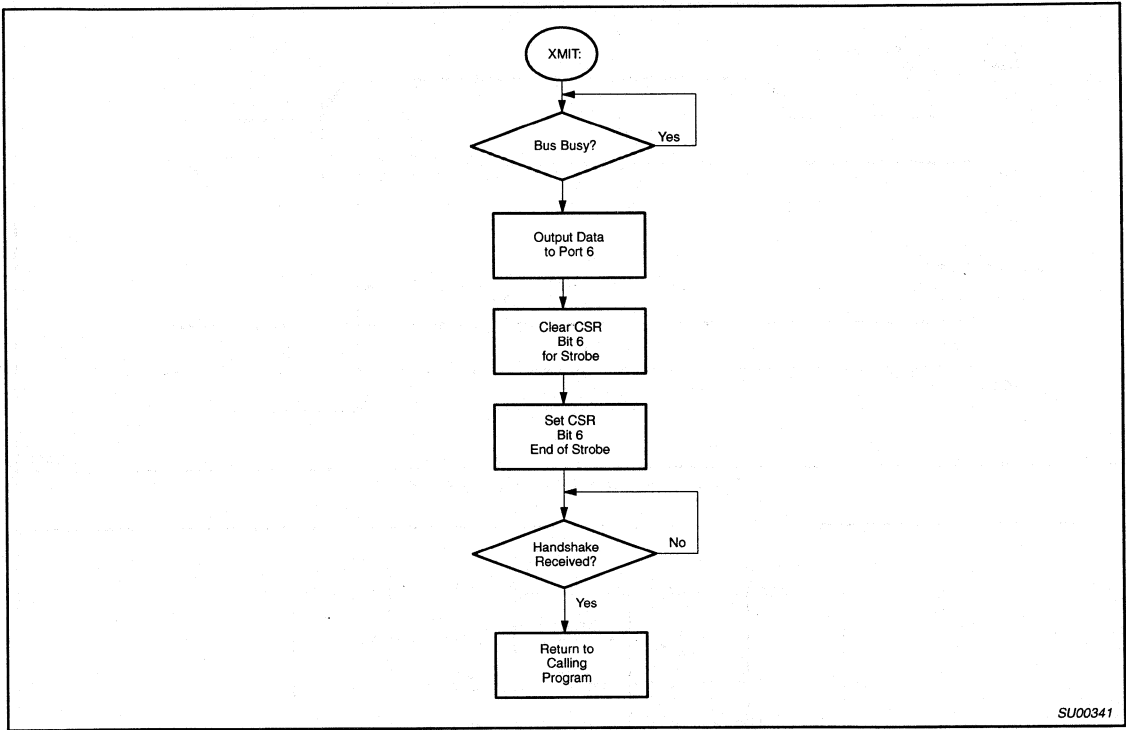 XMIT:
Bus Busy?
Yes
Output Data
to Port 6
Clear CSR
Bit 6
for Strobe
Set CSR
Bit 6
End of Strobe
Handshake
Received?
No
Yes
Return to
Calling
Program
SU00341